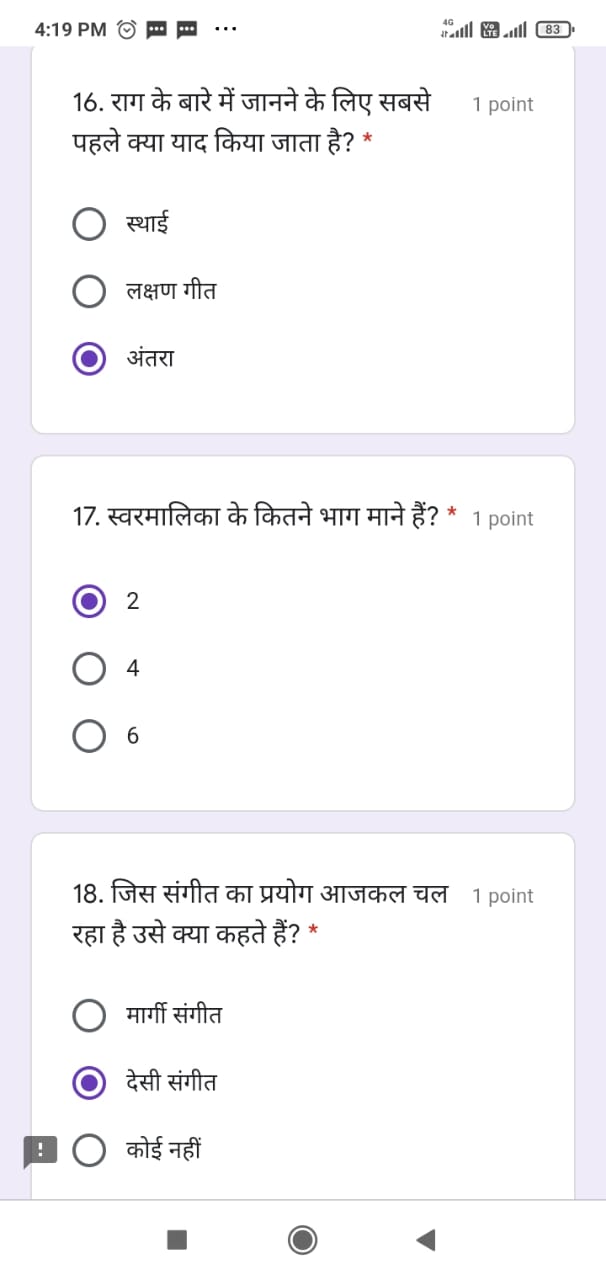 4:19 PM ...
4G Vo LTE 83
16. राग के बारे में जानने के लिए सबसे 1 point
पहले क्या याद किया जाता है? *
स्थाई
लक्षण गीत
अंतरा
17. स्वरमालिका के कितने भाग माने हैं? * 1 point
2
4
6
18. जिस संगीत का प्रयोग आजकल चल 1 point
रहा है उसे क्या कहते हैं? *
मार्गी संगीत
देसी संगीत
कोई नहीं